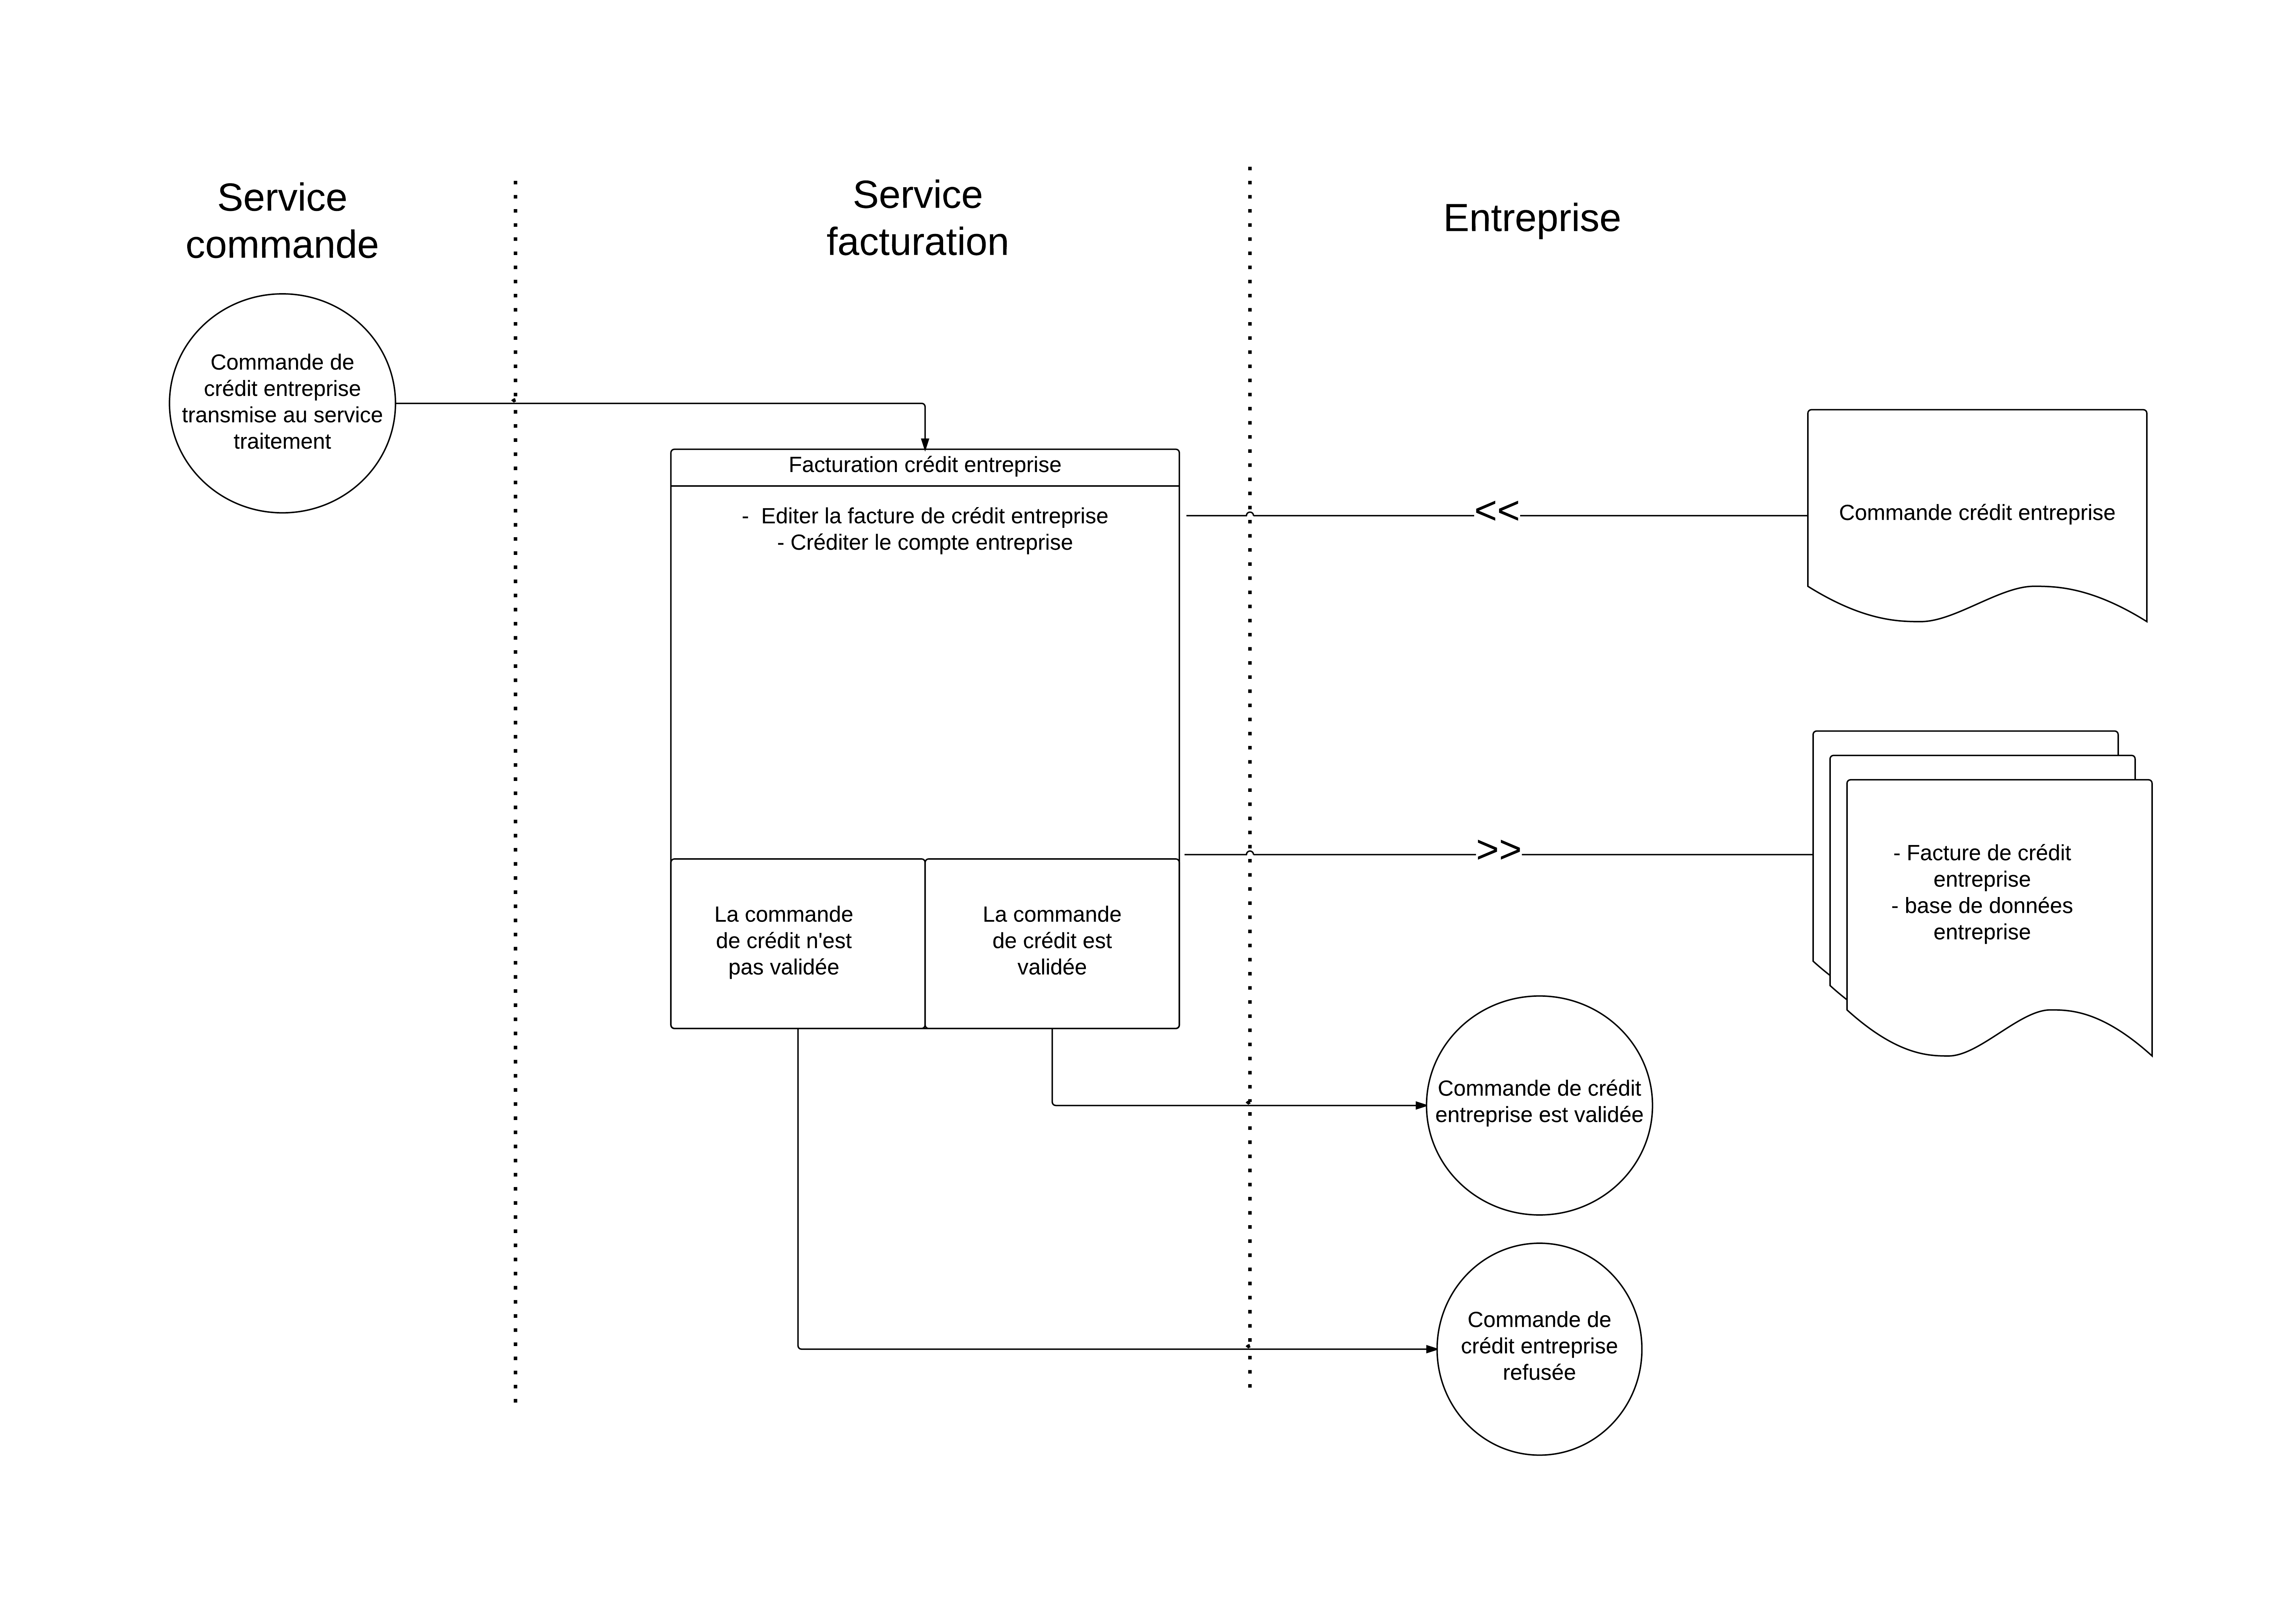 Service
commande
Service
facturation
Entreprise
Commande de
crédit entreprise
transmise au service
traitement
Facturation crédit entreprise
-  Editer la facture de crédit entreprise
- Créditer le compte entreprise
<<
Commande crédit entreprise
>>
- Facture de crédit
entreprise
- base de données
entreprise
La commande
de crédit n'est
pas validée
La commande
de crédit est
validée
Commande de crédit
entreprise est validée
Commande de
crédit entreprise
refusée